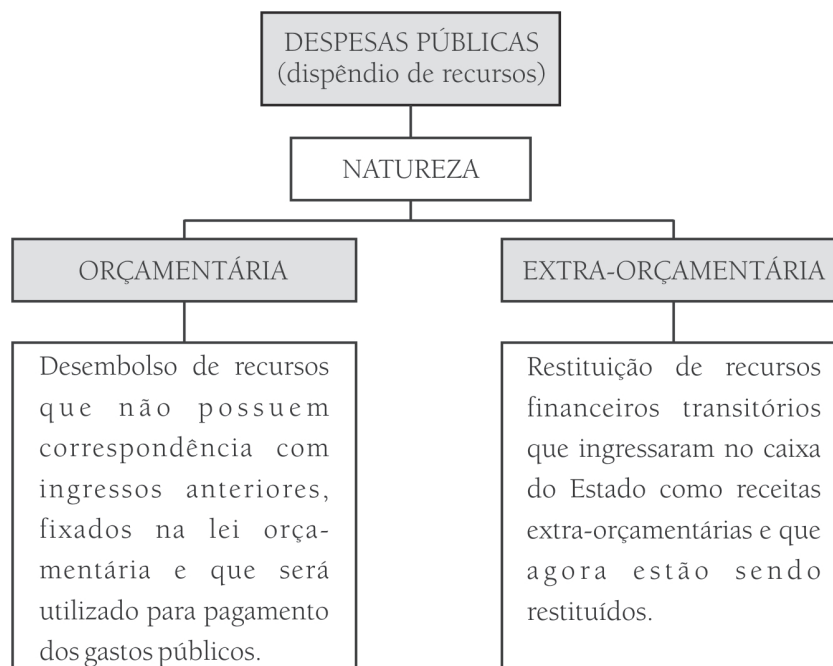 DESPESAS PÚBLICAS
(dispêndio de recursos)
NATUREZA
ORÇAMENTÁRIA
EXTRA-ORÇAMENTÁRIA
Desembolso de recursos
que não possuem
correspondência com
ingressos anteriores,
fixados na lei orça-
mentária e que será
utilizado para pagamento
dos gastos públicos.
Restituição de recursos
financeiros transitórios
que ingressaram no caixa
do Estado como receitas
extra-orçamentárias e que
agora estão sendo
restituídos.